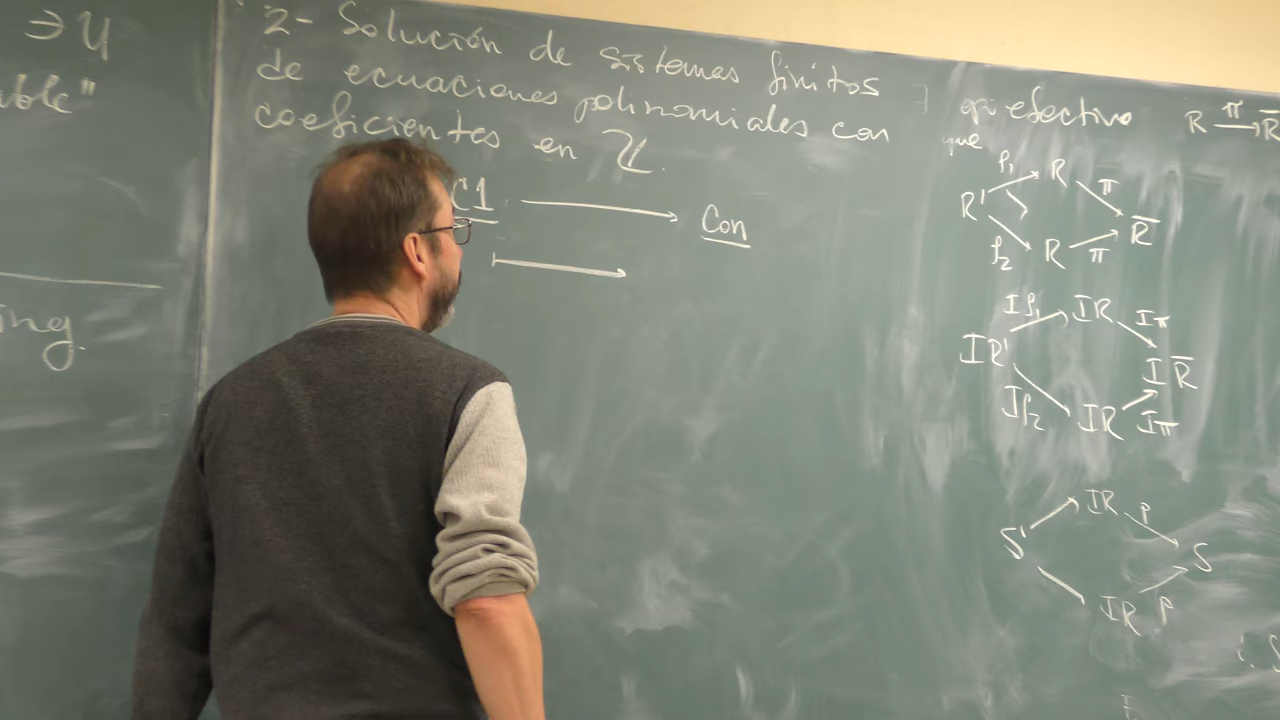 ∋ U
able"
ing.
2- Solución de sistemas finitos
de ecuaciones polinomiales con
coeficientes en ℤ.
C1 ⟶ Con
⟼
∃ epi efectivo R —π→ R̅
que
ρ₁ R π
R' R̅
ρ₂ R π
Iρ₁ IR Iπ
IR' I R̅
Iρ₂ IR Iπ
IR p
S' S
IR p